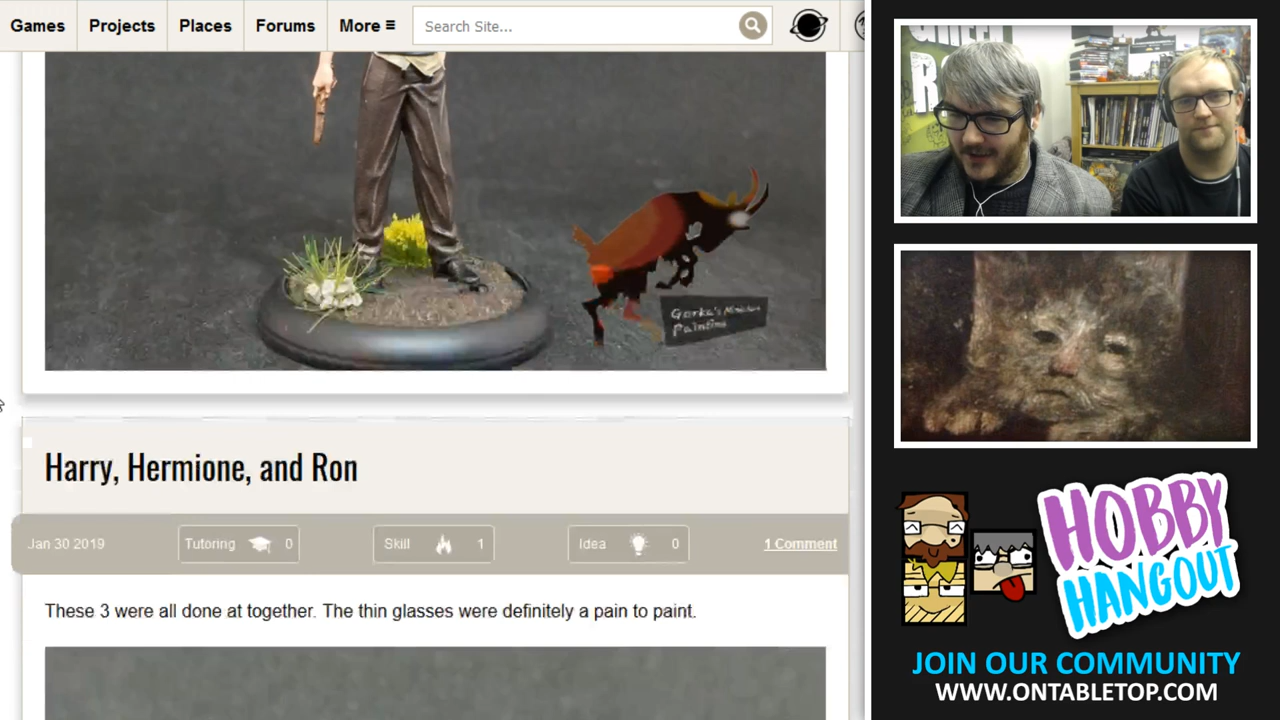 Games Projects Places Forums More ≡ Search Site...
Gorka's Miniature
Painting
Harry, Hermione, and Ron
Jan 30 2019 Tutoring 0 Skill 1 Idea 0 1 Comment
These 3 were all done at together. The thin glasses were definitely a pain to paint.
HOBBY
HANGOUT
JOIN OUR COMMUNITY
WWW.ONTABLETOP.COM